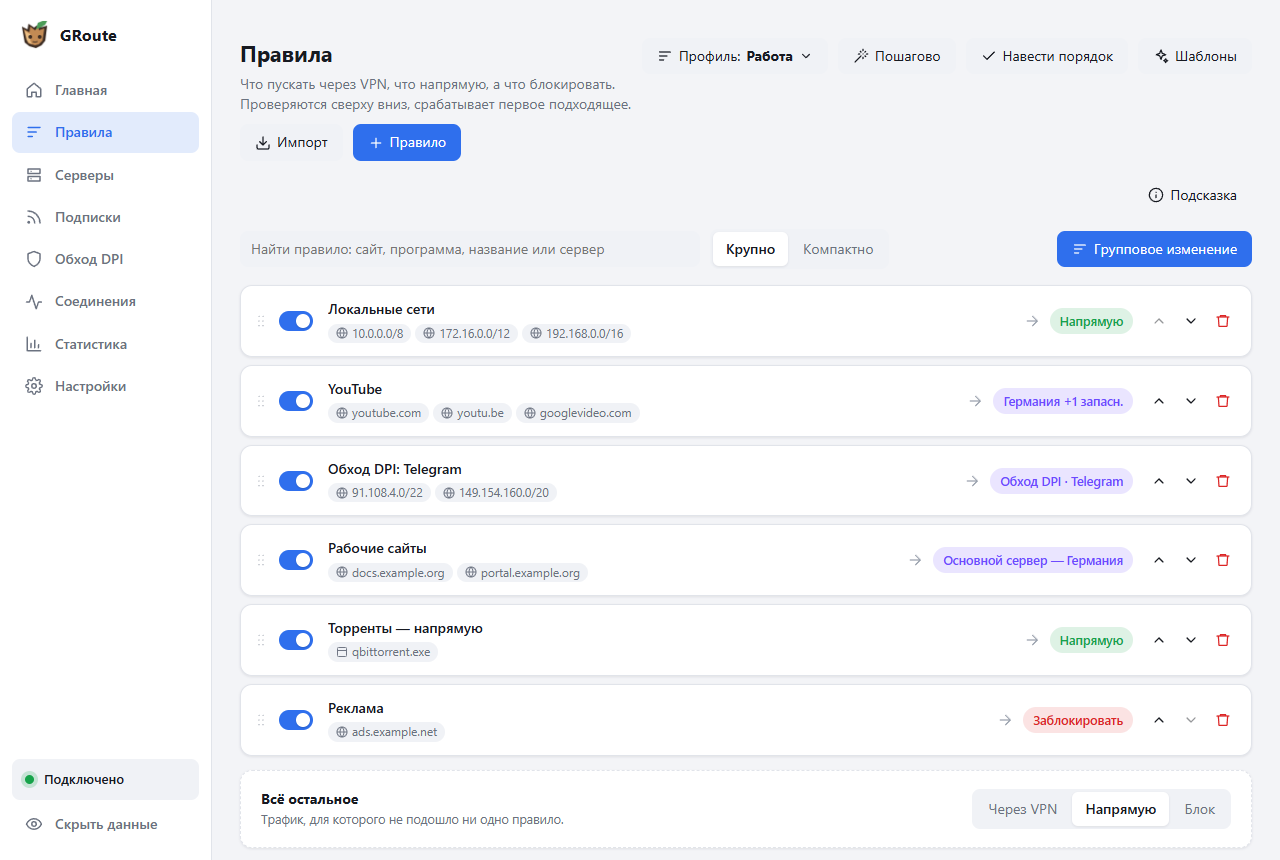 GRoute
Главная
Правила
Серверы
Подписки
Обход DPI
Соединения
Статистика
Настройки
Подключено
Скрыть данные
Правила
Что пускать через VPN, что напрямую, а что блокировать.
Проверяются сверху вниз, срабатывает первое подходящее.
Профиль: Работа
Пошагово
Навести порядок
Шаблоны
Импорт
Правило
Подсказка
Найти правило: сайт, программа, название или сервер
Крупно
Компактно
Групповое изменение
Локальные сети
10.0.0.0/8 172.16.0.0/12 192.168.0.0/16
Напрямую
YouTube
youtube.com youtu.be googlevideo.com
Германия +1 запасн.
Обход DPI: Telegram
91.108.4.0/22 149.154.160.0/20
Обход DPI · Telegram
Рабочие сайты
docs.example.org portal.example.org
Основной сервер — Германия
Торренты — напрямую
qbittorrent.exe
Напрямую
Реклама
ads.example.net
Заблокировать
Всё остальное
Трафик, для которого не подошло ни одно правило.
Через VPN
Напрямую
Блок